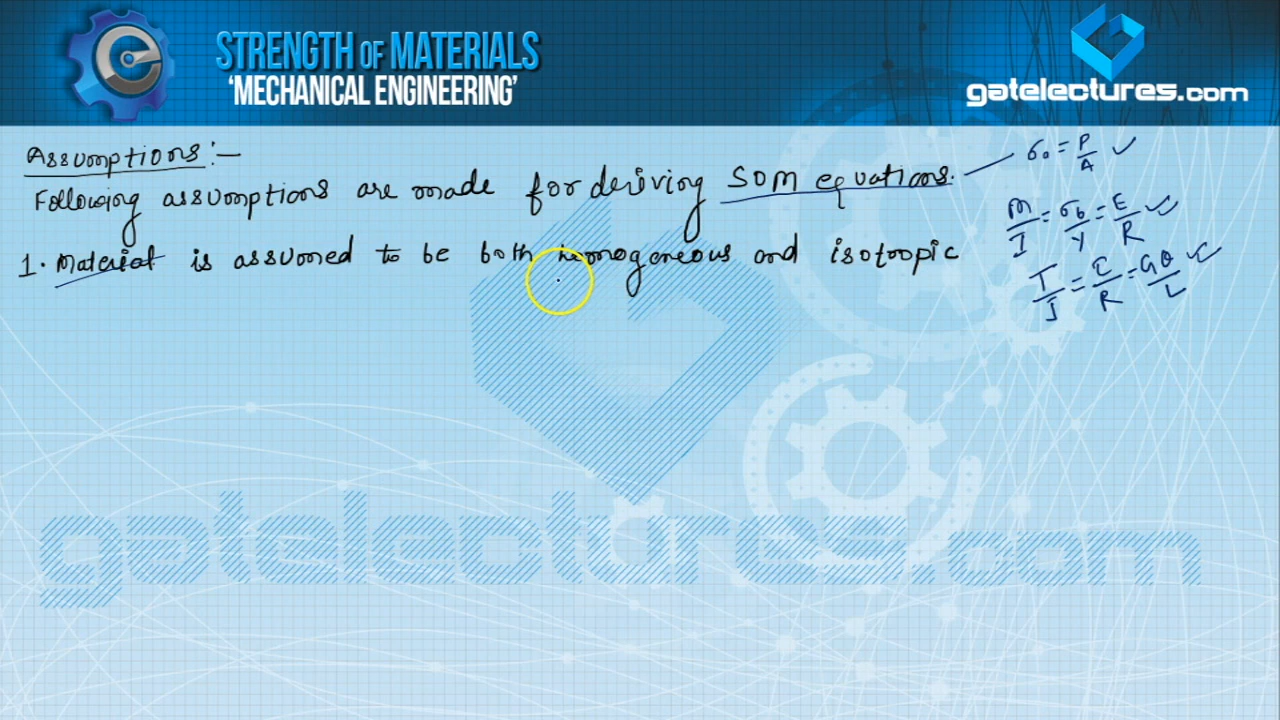 STRENGTH OF MATERIALS
'MECHANICAL ENGINEERING'
gatelectures.com
Assumptions:-
Following assumptions are made for deriving SOM equations.
σ₀ = P/A ✓
M/I = σb/Y = E/R ✓
T/J = τ/R = Gθ/L ✓
1. Material is assumed to be both homogeneous and isotropic
gatelectures.com